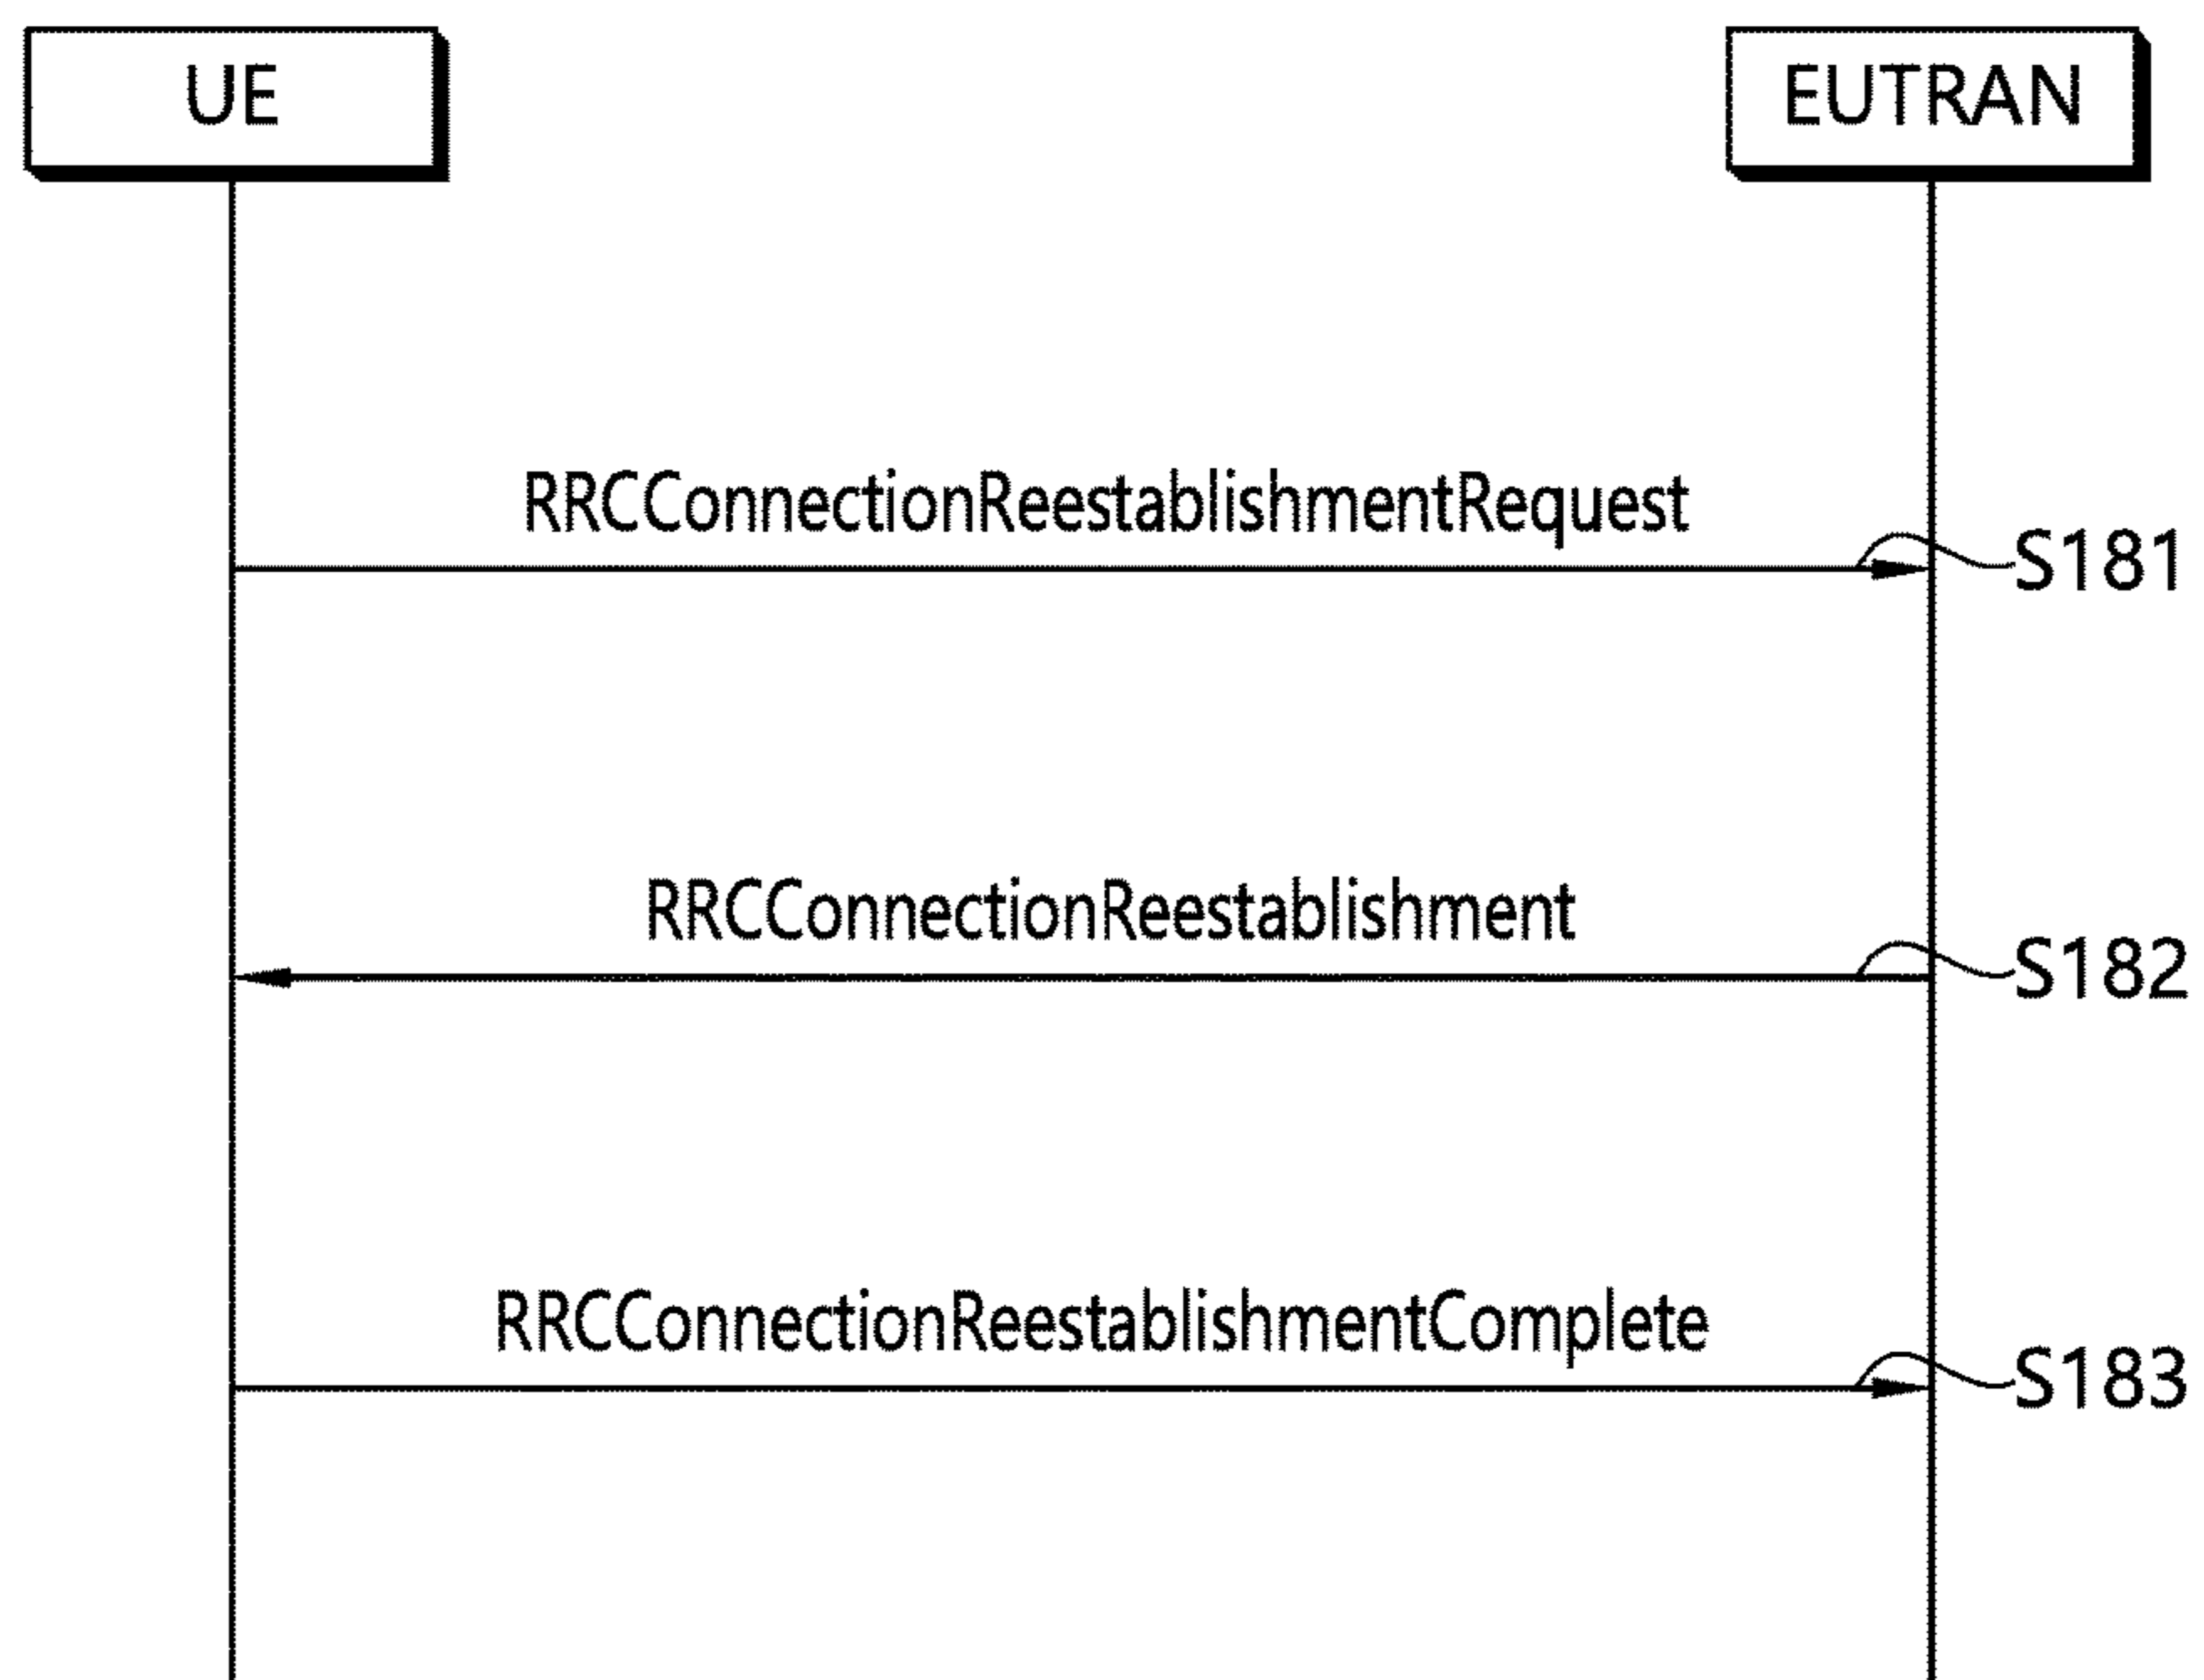 UE
EUTRAN
RRCConnectionReestablishmentRequest
S181
RRCConnectionReestablishment
S182
RRCConnectionReestablishmentComplete
S183